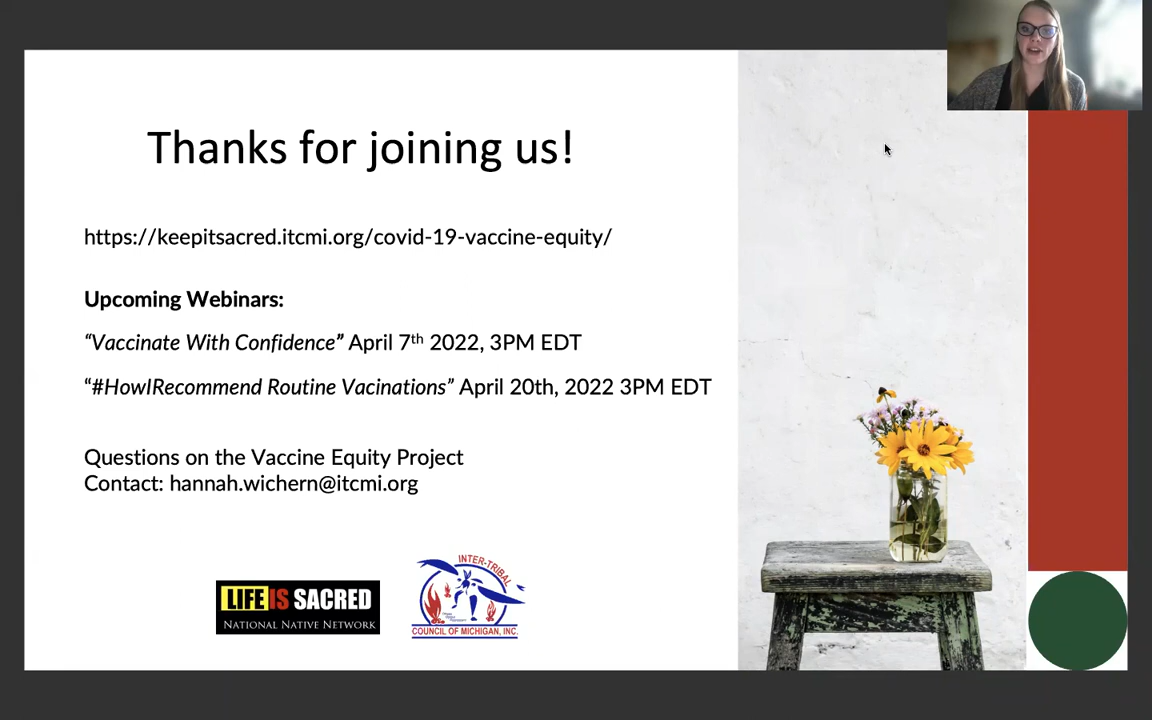 Thanks for joining us!
https://keepitsacred.itcmi.org/covid-19-vaccine-equity/
Upcoming Webinars:
“Vaccinate With Confidence” April 7th 2022, 3PM EDT
“#HowIRecommend Routine Vacinations” April 20th, 2022 3PM EDT
Questions on the Vaccine Equity Project
Contact: hannah.wichern@itcmi.org
LIFE IS SACRED
NATIONAL NATIVE NETWORK
INTER-TRIBAL
COUNCIL OF MICHIGAN, INC.